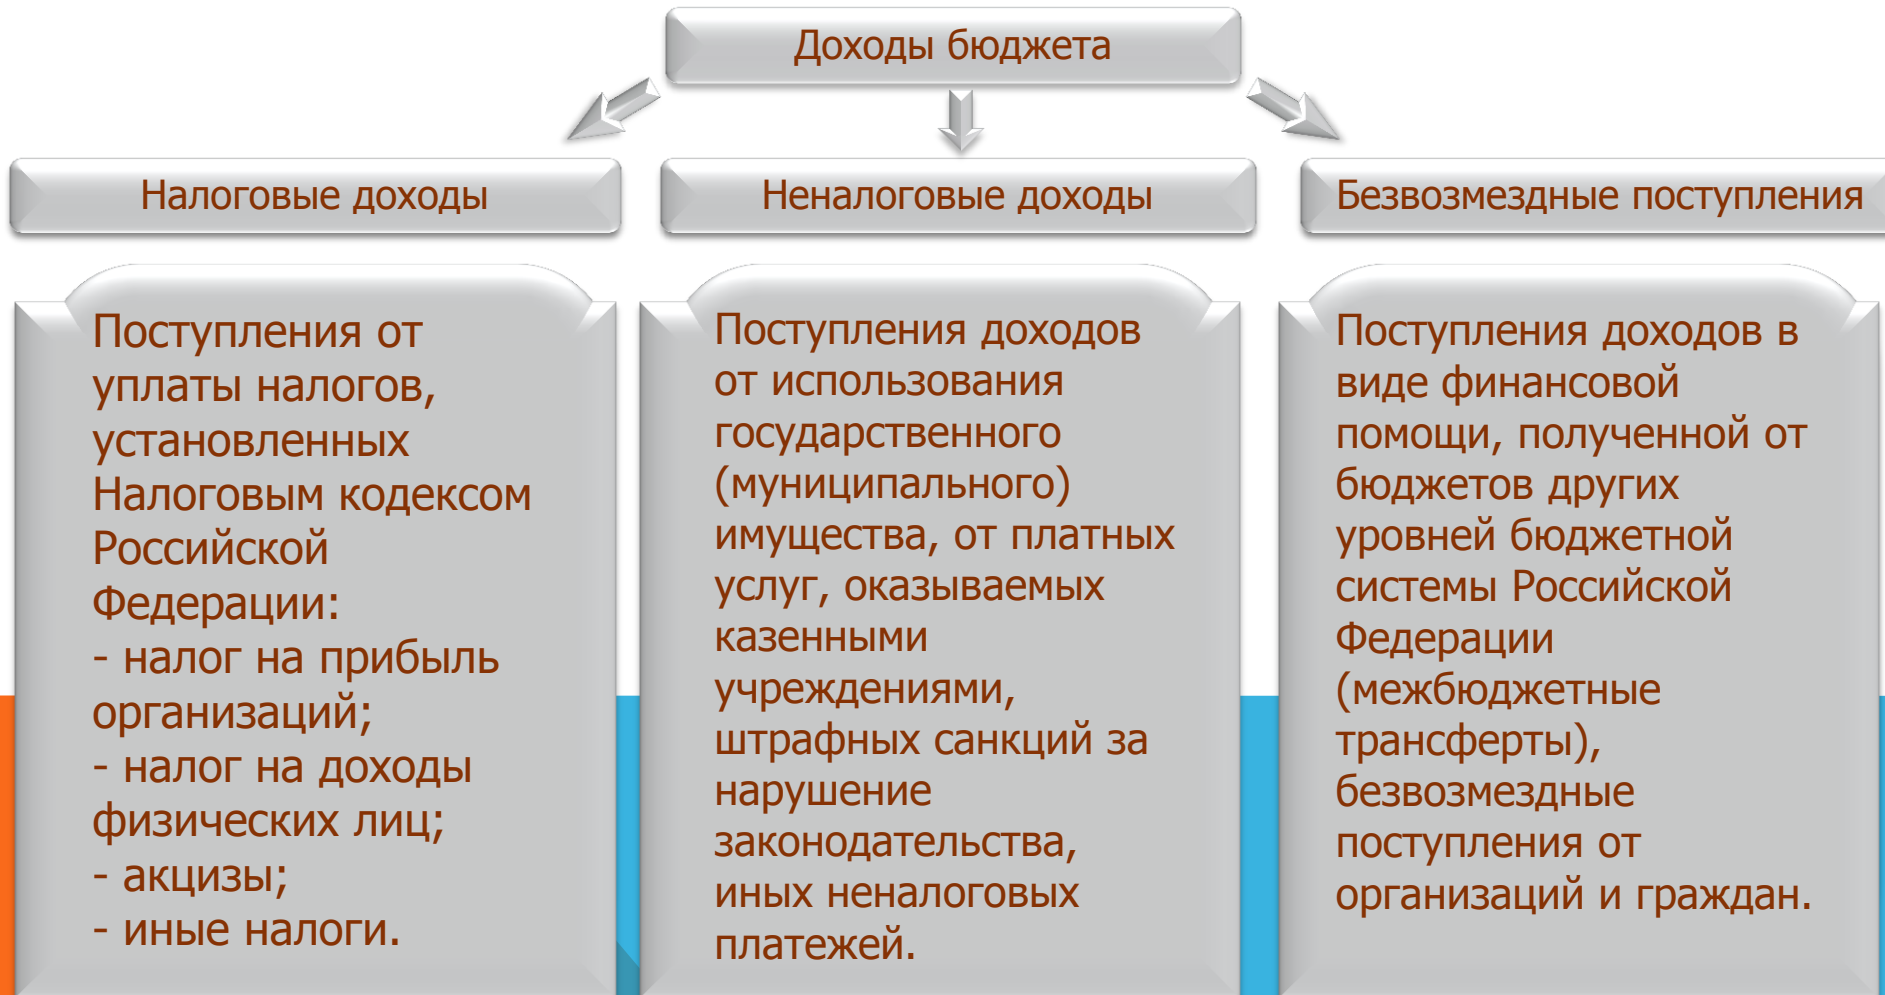 Доходы бюджета
Налоговые доходы
Неналоговые доходы
Безвозмездные поступления
Поступления от
уплаты налогов,
установленных
Налоговым кодексом
Российской
Федерации:
- налог на прибыль
организаций;
- налог на доходы
физических лиц;
- акцизы;
- иные налоги.
Поступления доходов
от использования
государственного
(муниципального)
имущества, от платных
услуг, оказываемых
казенными
учреждениями,
штрафных санкций за
нарушение
законодательства,
иных неналоговых
платежей.
Поступления доходов в
виде финансовой
помощи, полученной от
бюджетов других
уровней бюджетной
системы Российской
Федерации
(межбюджетные
трансферты),
безвозмездные
поступления от
организаций и граждан.